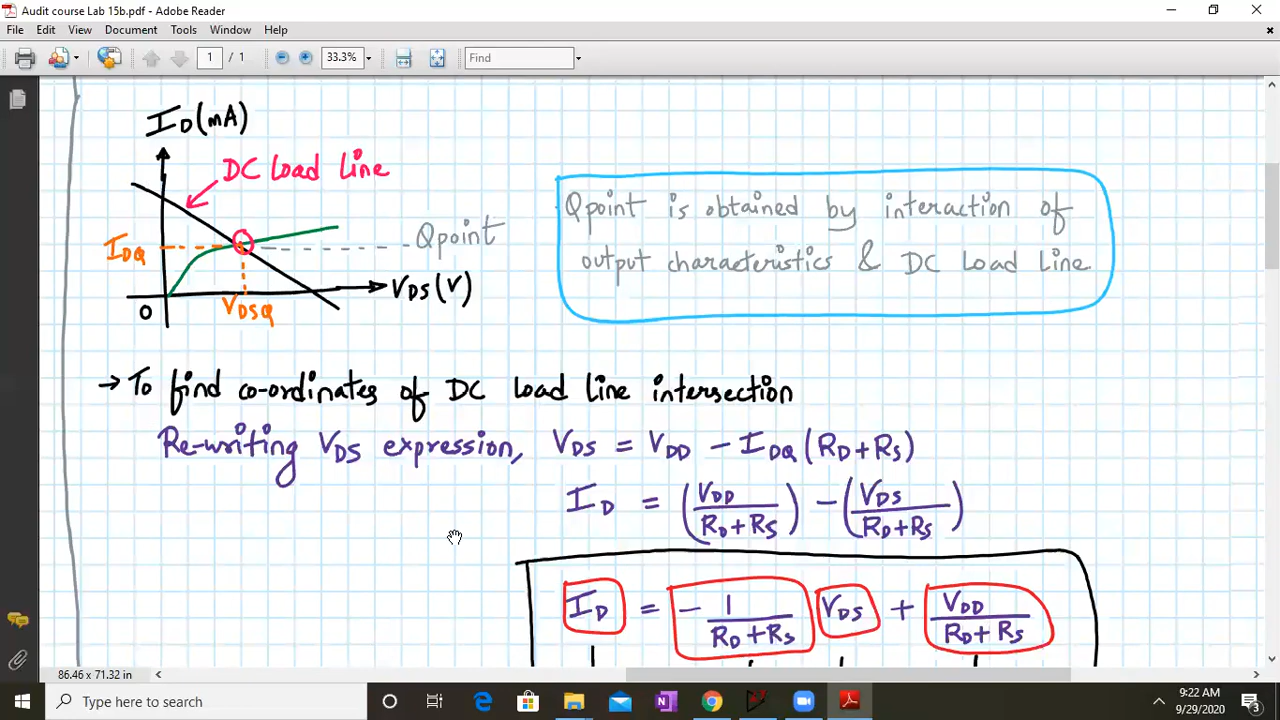 Audit course Lab 15b.pdf - Adobe Reader
File Edit View Document Tools Window Help
1 / 1 33.3% Find
ID(mA)
DC Load Line
IDQ
Qpoint
VDS(V)
0
VDSQ
Qpoint is obtained by interaction of
output characteristics & DC Load Line.
→ To find co-ordinates of DC Load Line intersection
Re-writing VDS expression, VDS = VDD - IDQ (RD+RS)
ID = (VDD/RD+RS) - (VDS/RD+RS)
ID = - 1/RD+RS VDS + VDD/RD+RS
86.46 x 71.32 in
Type here to search
9:22 AM
9/29/2020
3